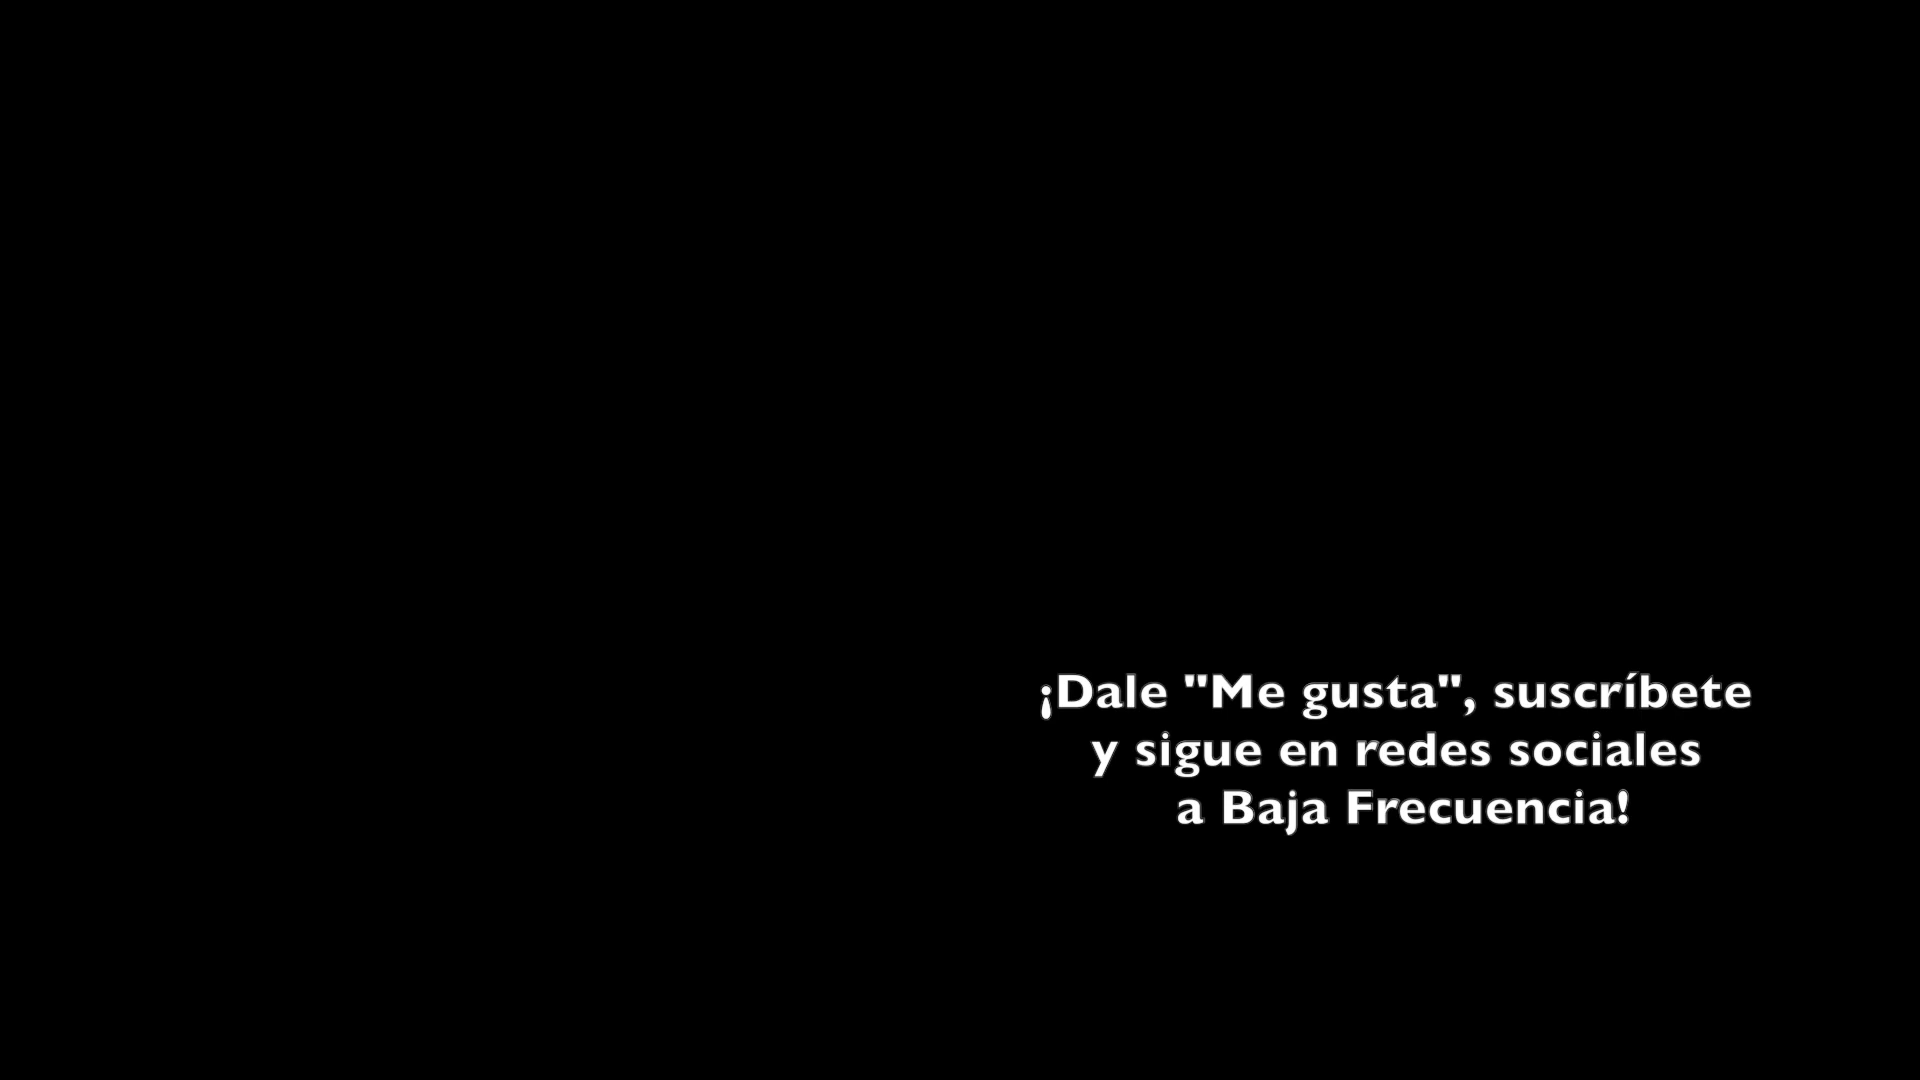 ¡Dale "Me gusta", suscríbete
y sigue en redes sociales
a Baja Frecuencia!